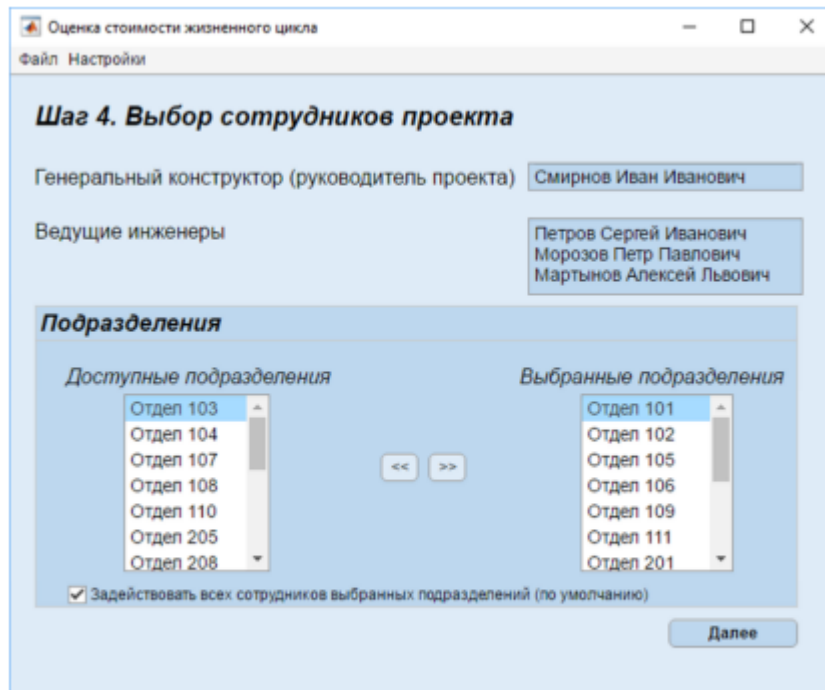 Оценка стоимости жизненного цикла
Файл Настройки
Шаг 4. Выбор сотрудников проекта
Генеральный конструктор (руководитель проекта)
Смирнов Иван Иванович
Ведущие инженеры
Петров Сергей Иванович
Морозов Петр Павлович
Мартынов Алексей Львович
Подразделения
Доступные подразделения
Отдел 103
Отдел 104
Отдел 107
Отдел 108
Отдел 110
Отдел 205
Отдел 208
<<
>>
Выбранные подразделения
Отдел 101
Отдел 102
Отдел 105
Отдел 106
Отдел 109
Отдел 111
Отдел 201
Задействовать всех сотрудников выбранных подразделений (по умолчанию)
Далее